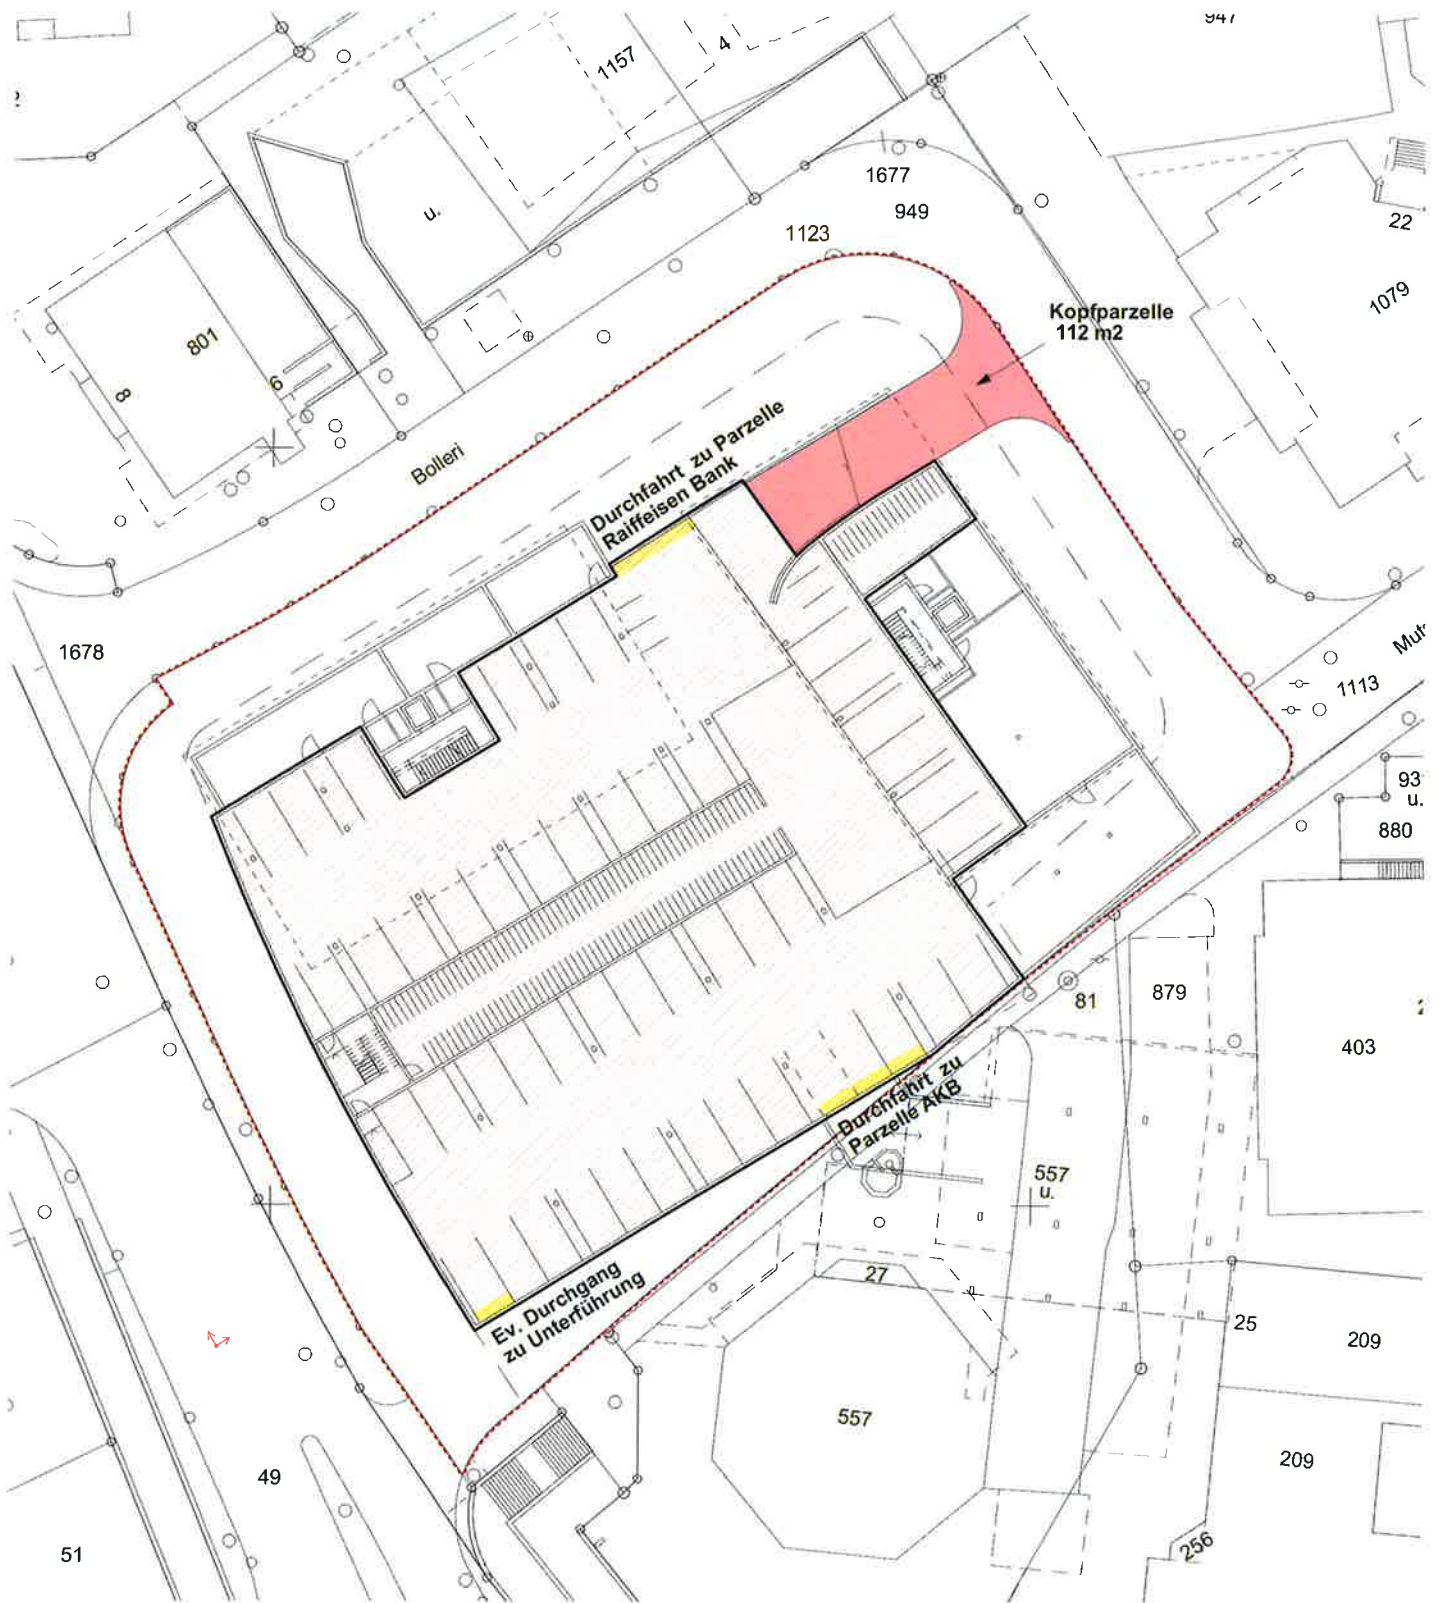 1157
4
1677
949
1123
22
1079
Kopfparzelle
112 m2
801
8
6
u.
Bolleri
Durchfahrt zu Parzelle
Raiffeisen Bank
1678
1113
93
u.
880
81
879
403
Durchfahrt zu
Parzelle AKB
557
u.
27
Ev. Durchgang
zu Unterführung
25
209
557
209
49
51
256